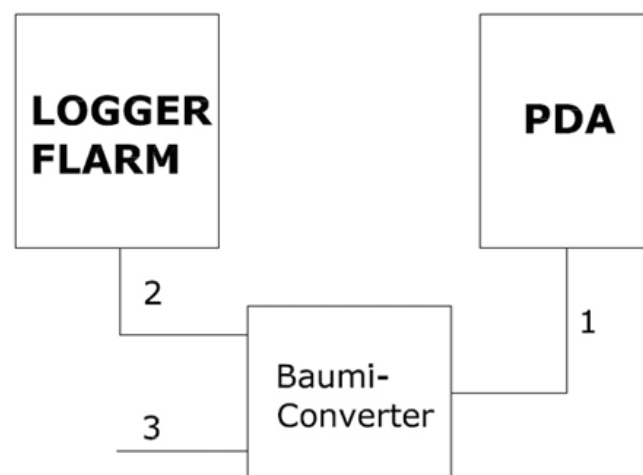 LOGGER
FLARM
PDA
2
1
Baumi-
Converter
3